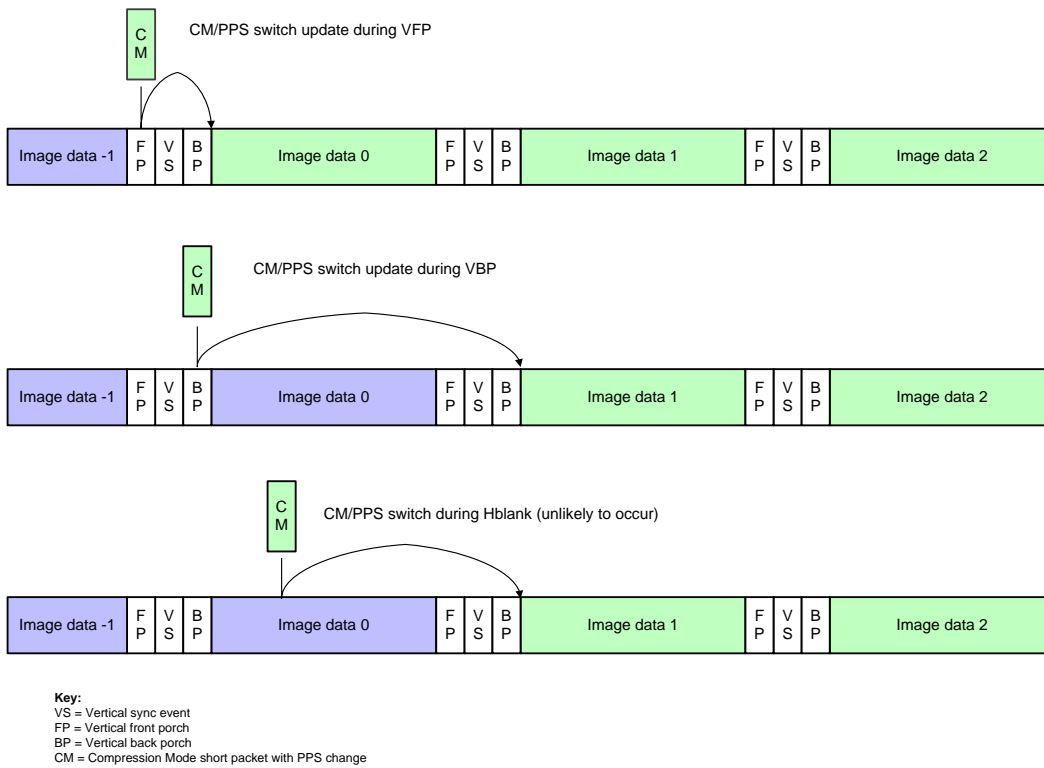 C
M
CM/PPS switch update during VFP
Image data -1
F
P
V
S
B
P
Image data 0
F
P
V
S
B
P
Image data 1
F
P
V
S
B
P
Image data 2
C
M
CM/PPS switch update during VBP
Image data -1
F
P
V
S
B
P
Image data 0
F
P
V
S
B
P
Image data 1
F
P
V
S
B
P
Image data 2
C
M
CM/PPS switch during Hblank (unlikely to occur)
Image data -1
F
P
V
S
B
P
Image data 0
F
P
V
S
B
P
Image data 1
F
P
V
S
B
P
Image data 2
Key:
VS = Vertical sync event
FP = Vertical front porch
BP = Vertical back porch
CM = Compression Mode short packet with PPS change